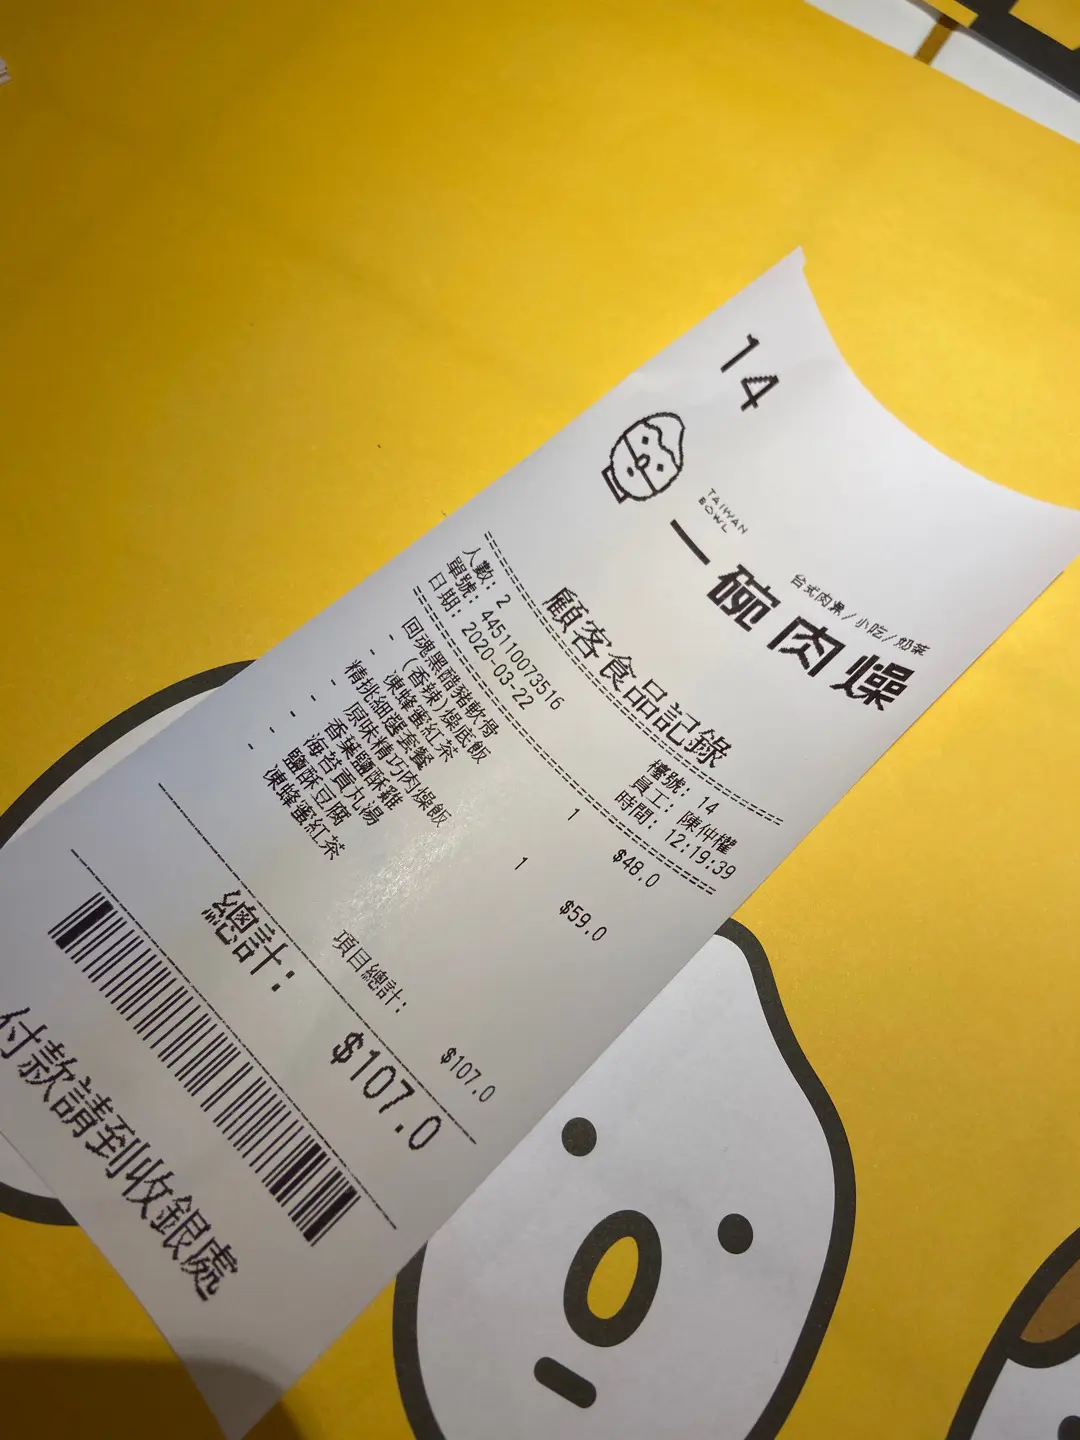 14
TAIWAN
BOWL
一碗肉燥
台式肉燥/小吃/奶茶
顧客食品記錄
人數: 2 檯號: 14
單號: 445110073516 員工: 陳仲權
日期: 2020-03-22 時間: 12:19:39
回魂黑醋豬軟骨 1 $48.0
- (香辣)燥底飯
- 凍蜂蜜紅茶
精挑細選套餐 1 $59.0
- 原味精巧肉燥飯
- 香葉鹽酥雞
- 海苔貢丸湯
- 鹽酥豆腐
- 凍蜂蜜紅茶
項目總計: $107.0
總計: $107.0
付款請到收銀處